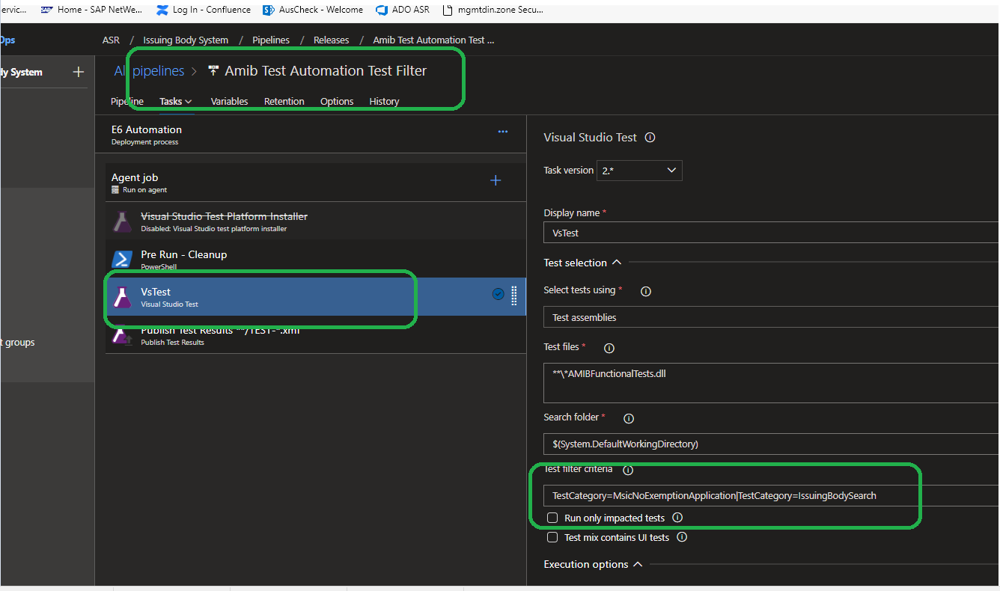 ervic... Home - SAP NetWe... Log In - Confluence AusCheck - Welcome ADO ASR mgmtdin.zone Secu...
Ops ASR / Issuing Body System / Pipelines / Releases / Amib Test Automation Test ...
dy System +
All pipelines > Amib Test Automation Test Filter
Pipeline Tasks Variables Retention Options History
E6 Automation ...
Deployment process
Agent job +
Run on agent
Visual Studio Test Platform Installer
Disabled: Visual Studio test platform installer
Pre Run - Cleanup
PowerShell
VsTest
Visual Studio Test
Publish Test Results **/TEST-*.xml
Publish Test Results
t groups
Visual Studio Test
Task version 2.*
Display name *
VsTest
Test selection
Select tests using *
Test assemblies
Test files *
**\*AMIBFunctionalTests.dll
Search folder *
$(System.DefaultWorkingDirectory)
Test filter criteria
TestCategory=MsicNoExemptionApplication|TestCategory=IssuingBodySearch
Run only impacted tests
Test mix contains UI tests
Execution options